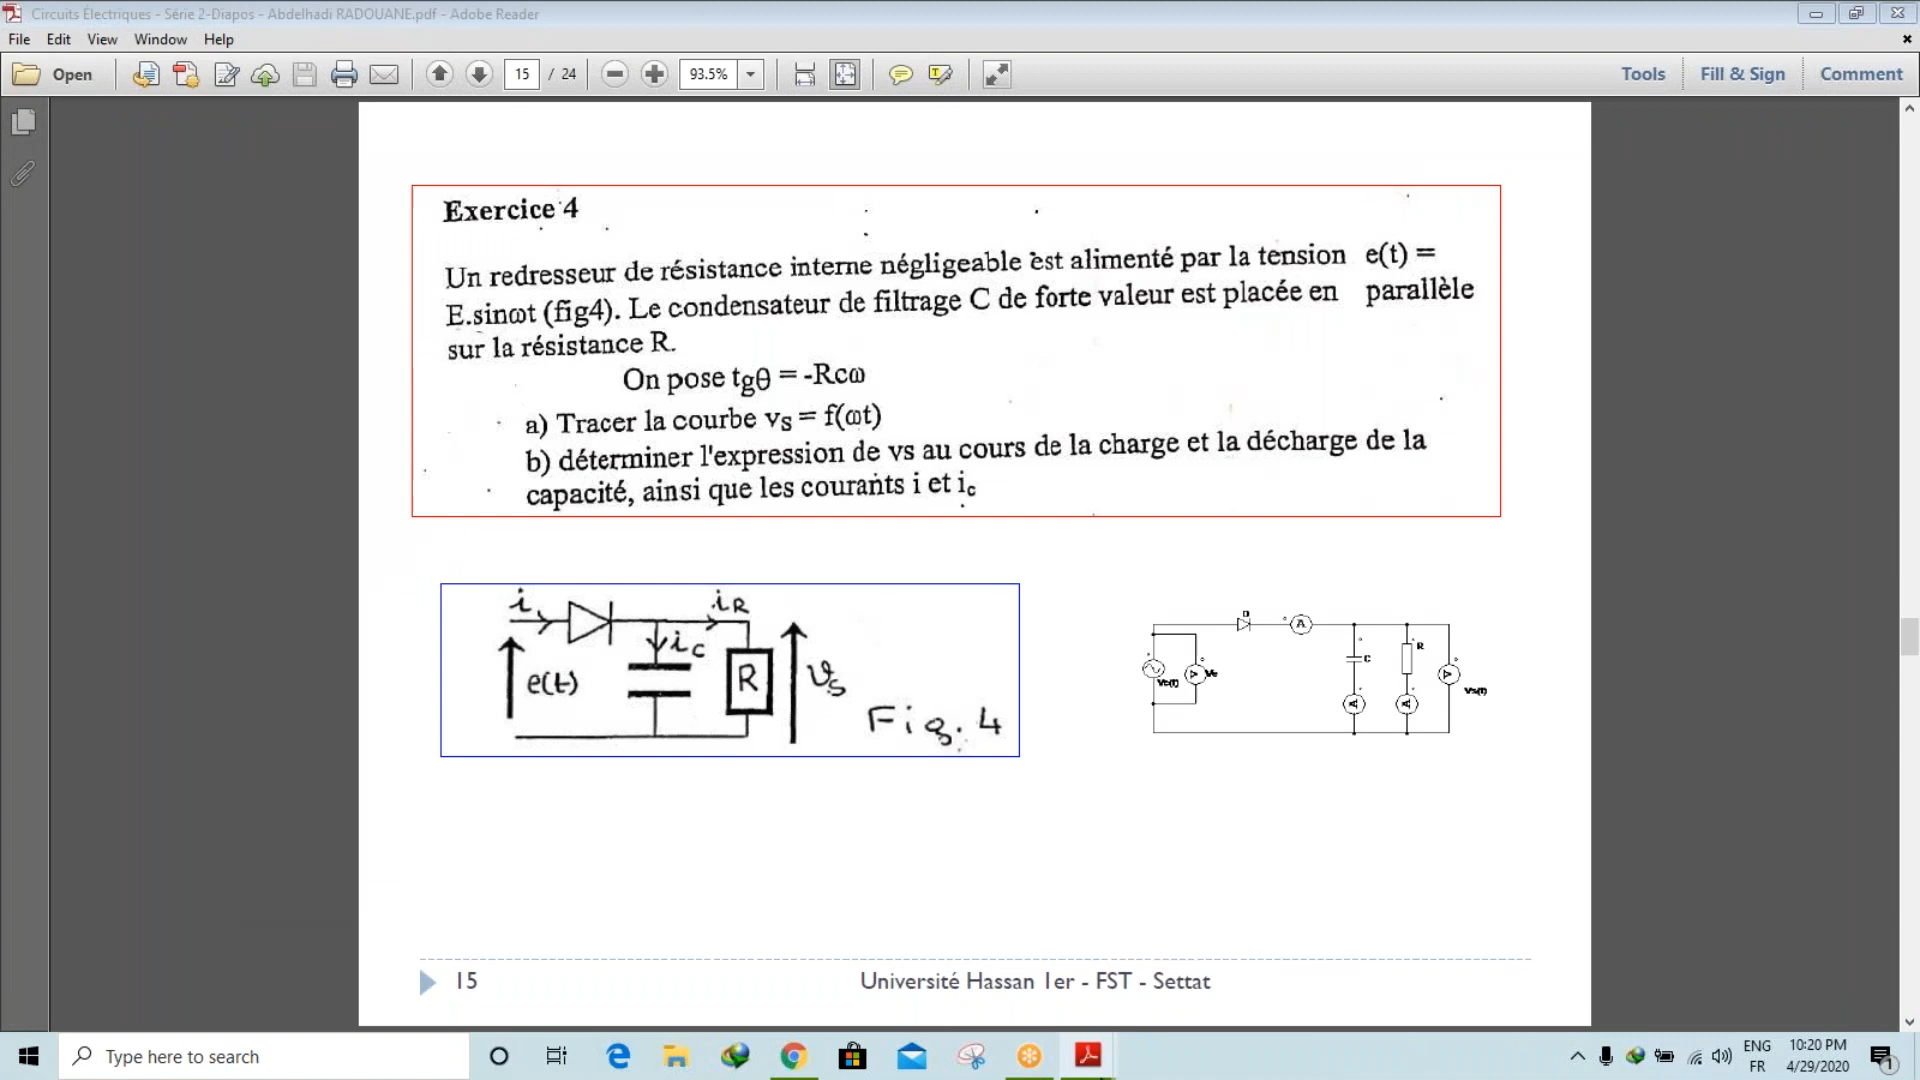 Circuits Électriques - Série 2-Diapos - Abdelhadi RADOUANE.pdf - Adobe Reader
File Edit View Window Help
Open 15 / 24 93.5% Tools Fill & Sign Comment
Exercice 4
Un redresseur de résistance interne négligeable est alimenté par la tension e(t) =
E.sinωt (fig4). Le condensateur de filtrage C de forte valeur est placée en parallèle
sur la résistance R.
On pose tgθ = -Rcω
a) Tracer la courbe vS = f(ωt)
b) déterminer l'expression de vs au cours de la charge et la décharge de la
capacité, ainsi que les courants i et ic
i iR
ic
e(t) R vs
Fig. 4
D
A
C R
V V
A A
15 Université Hassan 1er - FST - Settat
Type here to search
ENG 10:20 PM
FR 4/29/2020
1